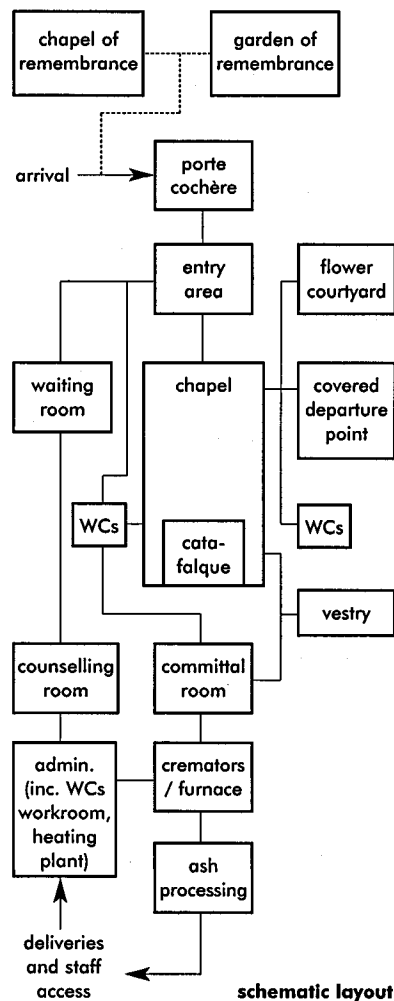 chapel of
remembrance
garden of
remembrance
arrival
porte
cochère
entry
area
flower
courtyard
waiting
room
chapel
covered
departure
point
WCs
cata-
falque
WCs
vestry
counselling
room
committal
room
admin.
(inc. WCs
workroom,
heating
plant)
cremators
/ furnace
ash
processing
deliveries
and staff
access
schematic layout